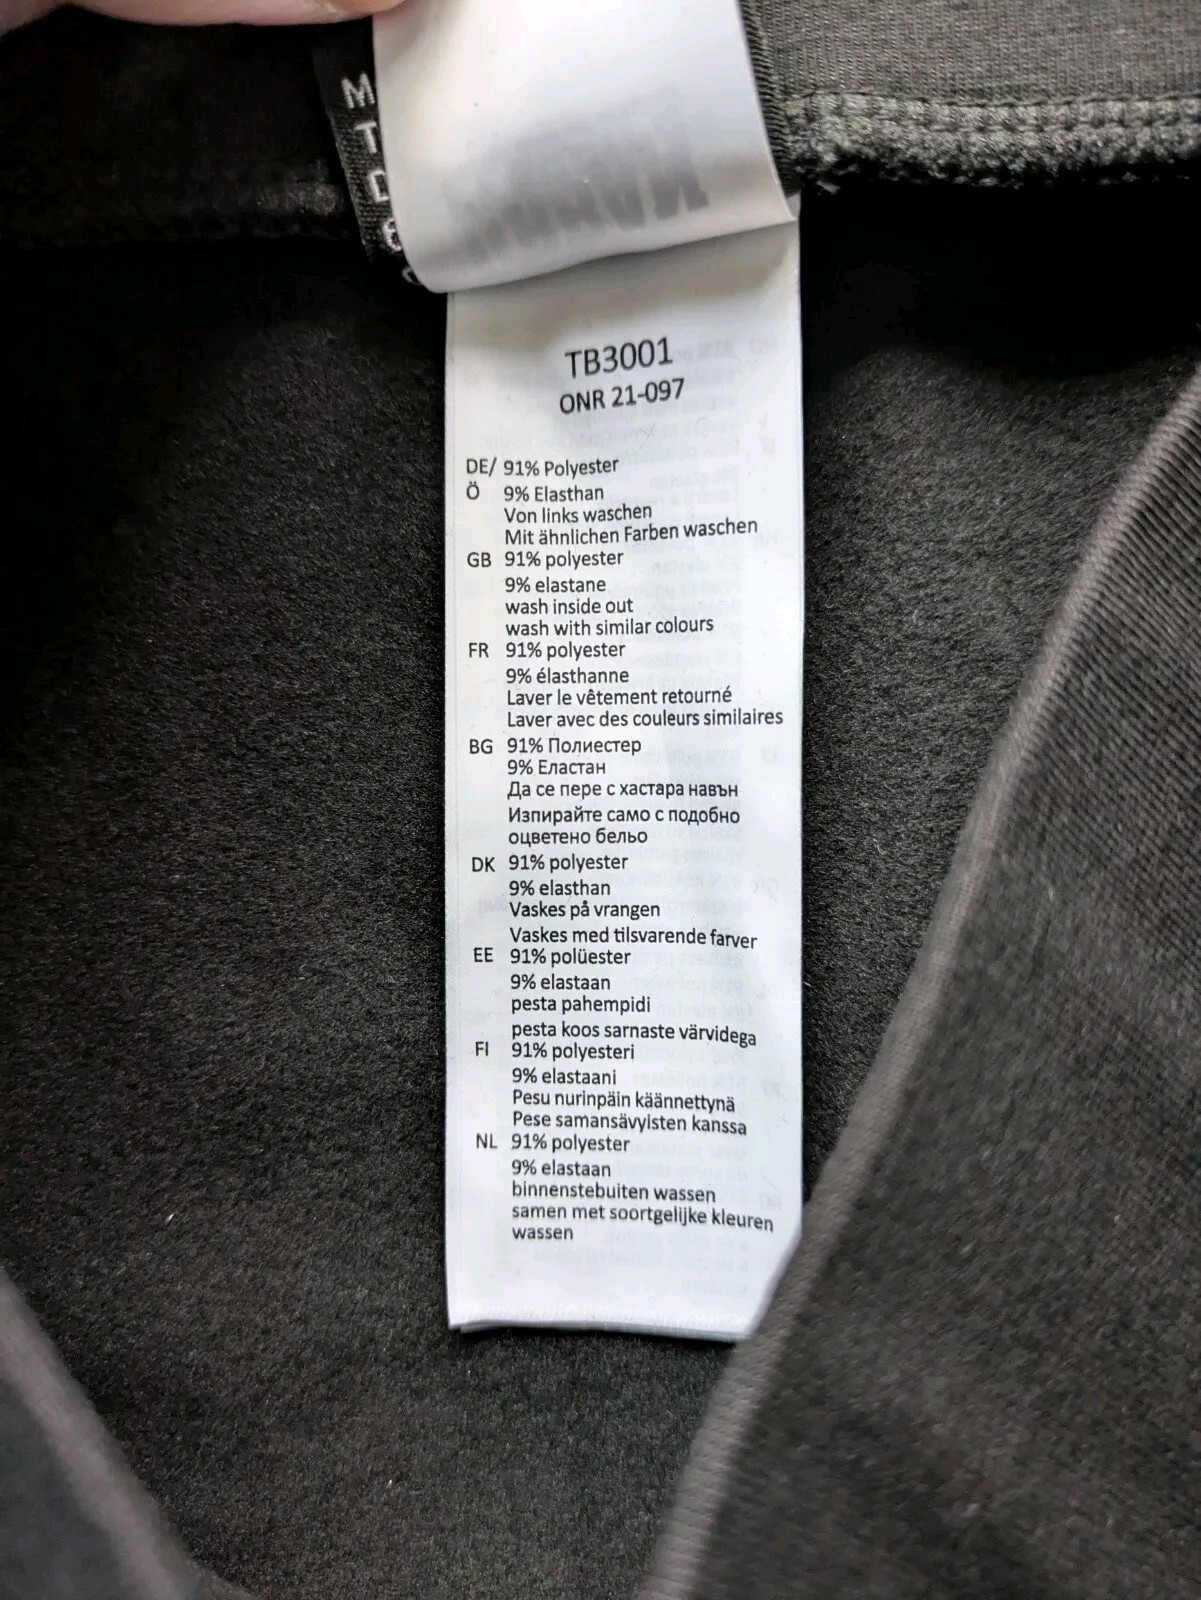 M
T
TB3001
ONR 21-097
DE/ 91% Polyester
Ö 9% Elasthan
Von links waschen
Mit ähnlichen Farben waschen
GB 91% polyester
9% elastane
wash inside out
wash with similar colours
FR 91% polyester
9% élasthanne
Laver le vêtement retourné
Laver avec des couleurs similaires
BG 91% Полиестер
9% Еластан
Да се пере с хастара навън
Изпирайте само с подобно
оцветено бельо
DK 91% polyester
9% elasthan
Vaskes på vrangen
Vaskes med tilsvarende farver
EE 91% polüester
9% elastaan
pesta pahempidi
pesta koos sarnaste värvidega
FI 91% polyesteri
9% elastaani
Pesu nurinpäin käännettynä
Pese samansävyisten kanssa
NL 91% polyester
9% elastaan
binnenstebuiten wassen
samen met soortgelijke kleuren
wassen